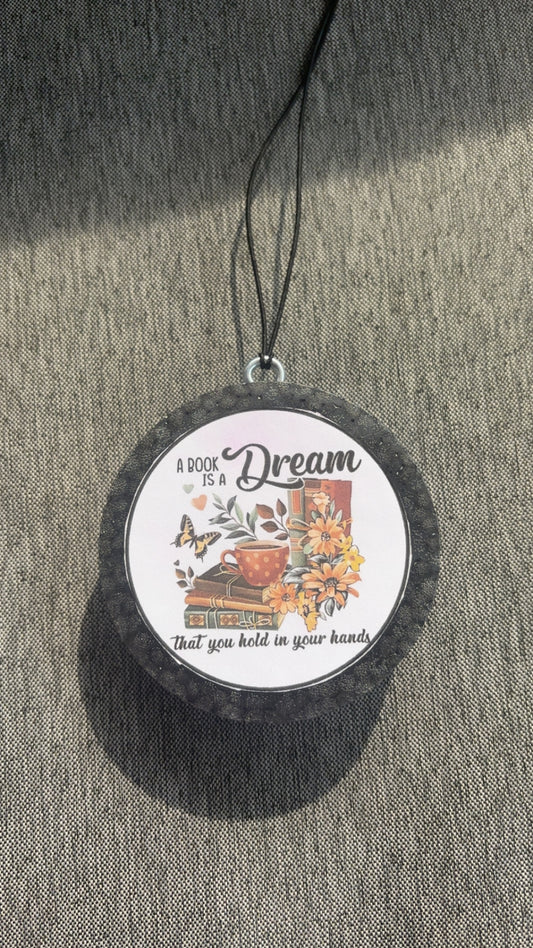 A BOOK
IS A
Dream
that you hold in your hands